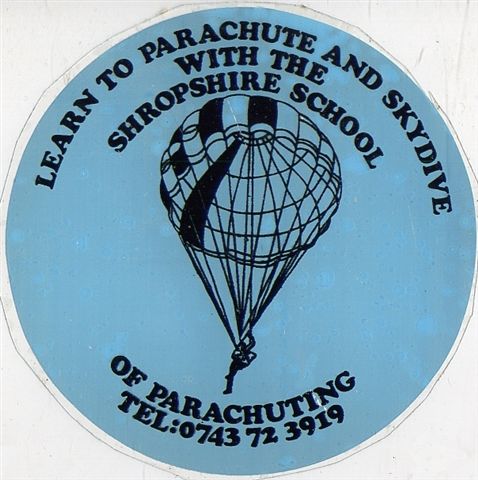 LEARN TO PARACHUTE AND SKYDIVE
WITH THE
SHROPSHIRE SCHOOL
OF PARACHUTING
TEL:0743 72 3919